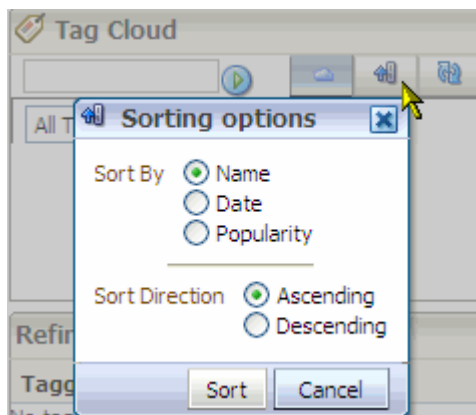 Tag Cloud
All T
Sorting options
Sort By Name
Date
Popularity
Sort Direction Ascending
Descending
Refin
Tagg
Sort Cancel